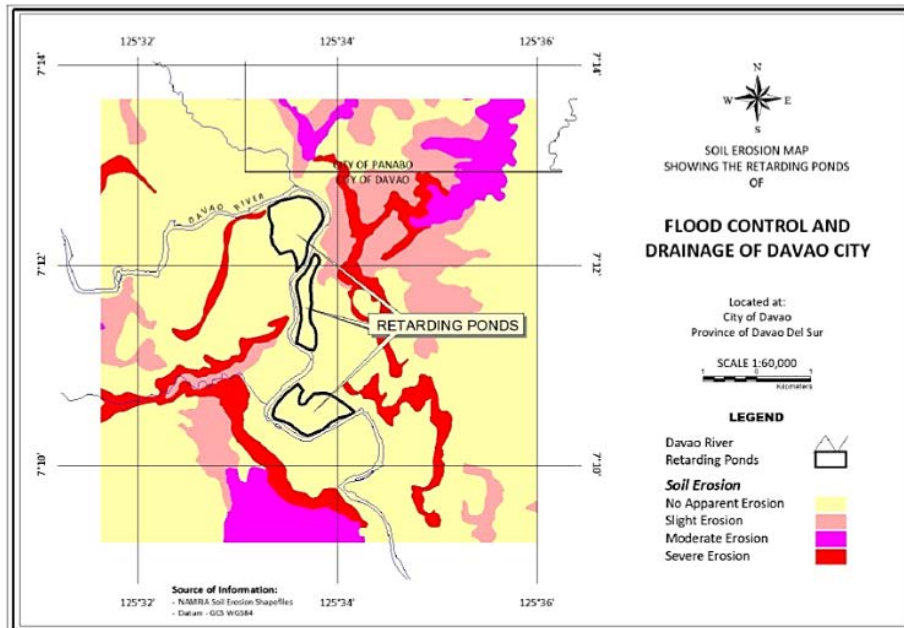 125°32'
125°34'
125°36'
7°14'
7°14'
N
W E
S
SOIL EROSION MAP
SHOWING THE RETARDING PONDS
OF
FLOOD CONTROL AND
DRAINAGE OF DAVAO CITY
Located at:
City of Davao
Province of Davao Del Sur
SCALE 1:60,000
1 0 1
Kilometers
CITY OF PANABO
CITY OF DAVAO
DAVAO RIVER
7°12'
7°12'
RETARDING PONDS
7°10'
7°10'
LEGEND
Davao River
Retarding Ponds
Soil Erosion
No Apparent Erosion
Slight Erosion
Moderate Erosion
Severe Erosion
Source of Information:
- NAMRIA Soil Erosion Shapefiles
- Datum - GCS WGS84
125°32'
125°34'
125°36'